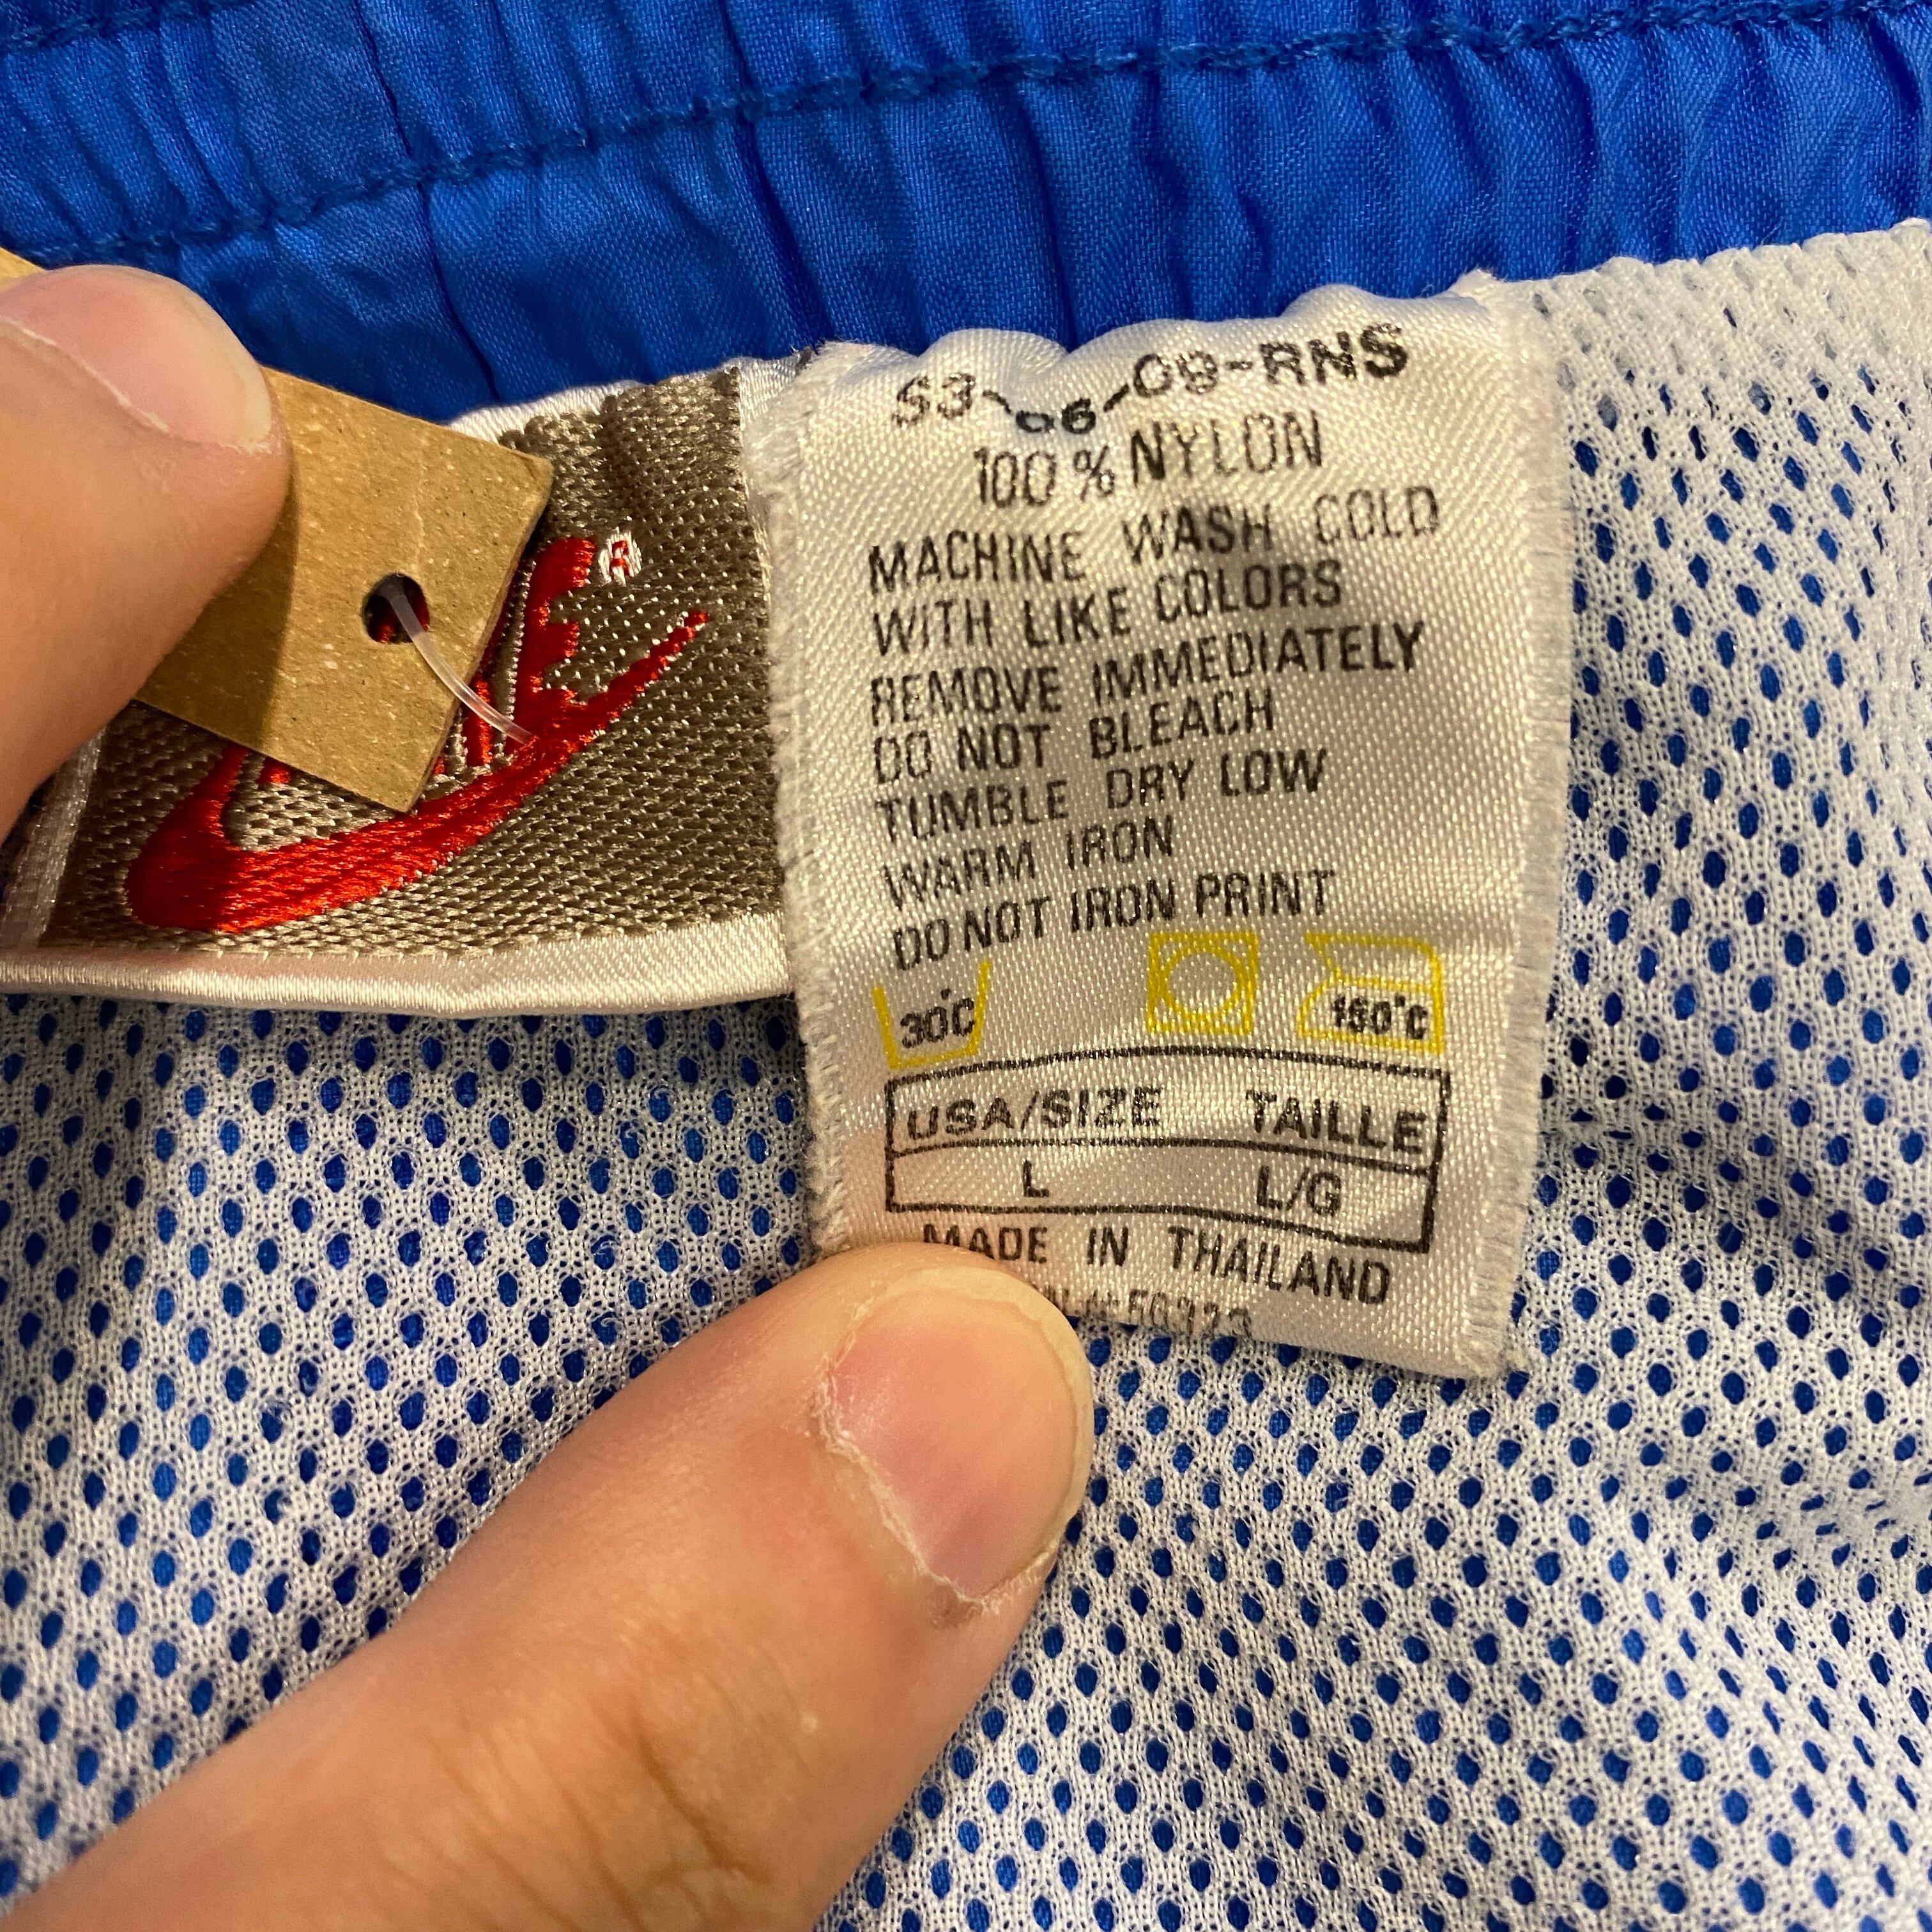 S3-06-09-RNS
100% NYLON
MACHINE WASH COLD
WITH LIKE COLORS
REMOVE IMMEDIATELY
DO NOT BLEACH
TUMBLE DRY LOW
WARM IRON
DO NOT IRON PRINT
30°C 150°C
USA/SIZE TAILLE
L L/G
MADE IN THAILAND
®